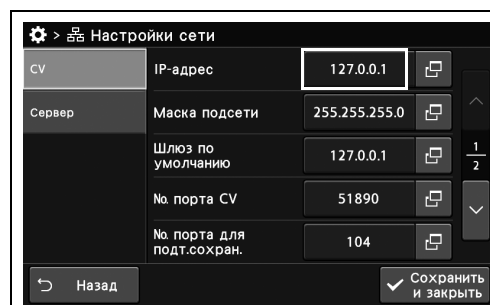 > Настройки сети
CV
Сервер
IP-адрес 127.0.0.1
Маска подсети 255.255.255.0
Шлюз по
умолчанию 127.0.0.1
№ порта CV 51890
№ порта для
подт.сохран. 104
1
2
Назад
Сохранить
и закрыть